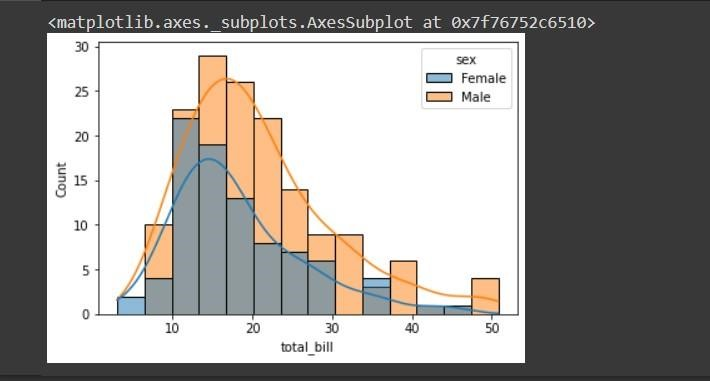 <matplotlib.axes._subplots.AxesSubplot at 0x7f76752c6510>
30
25
20
15
10
5
0
Count
sex
Female
Male
10 20 30 40 50
total_bill